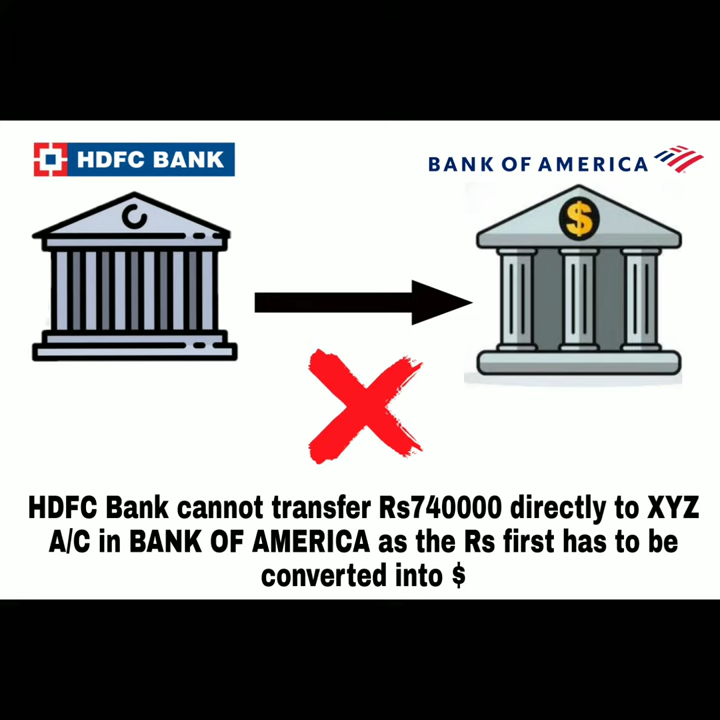 HDFC BANK
BANK OF AMERICA
$
HDFC Bank cannot transfer Rs740000 directly to XYZ
A/C in BANK OF AMERICA as the Rs first has to be
converted into $